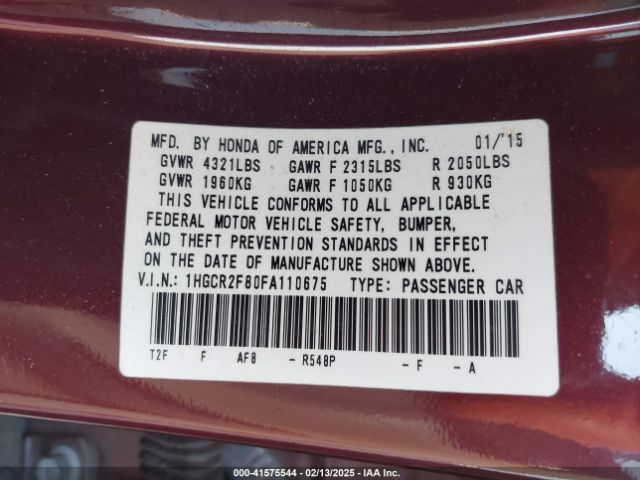 MFD. BY HONDA OF AMERICA MFG., INC. 01/'15
GVWR 4321LBS GAWR F 2315LBS R 2050LBS
GVWR 1960KG GAWR F 1050KG R 930KG
THIS VEHICLE CONFORMS TO ALL APPLICABLE
FEDERAL MOTOR VEHICLE SAFETY, BUMPER,
AND THEFT PREVENTION STANDARDS IN EFFECT
ON THE DATE OF MANUFACTURE SHOWN ABOVE.
V.I.N.: 1HGCR2F80FA110675 TYPE: PASSENGER CAR
T2F F AF8 - R548P - F - A
000-41575544 - 02/13/2025 - IAA Inc.